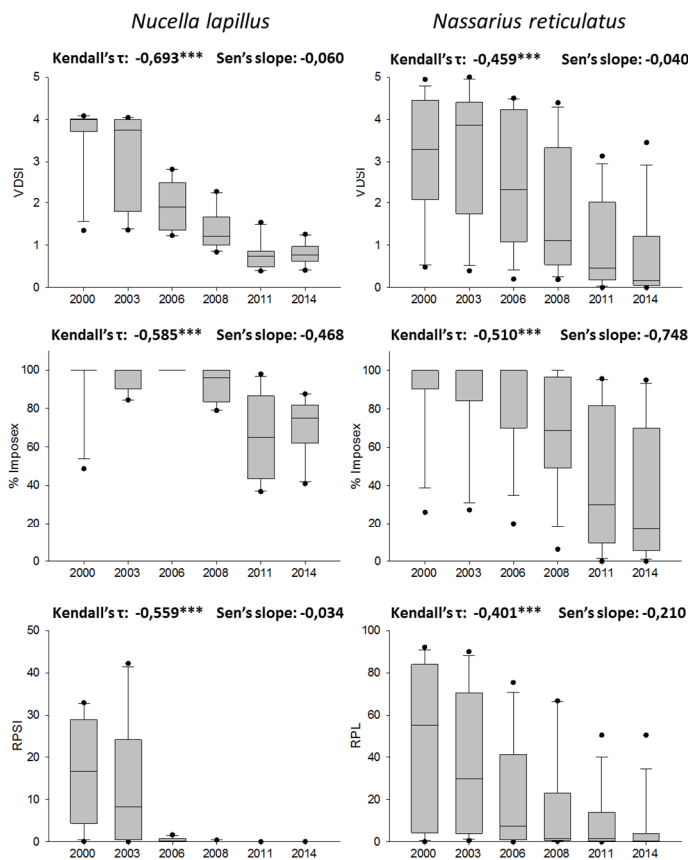 Nucella lapillus
Nassarius reticulatus
Kendall's τ: -0,693*** Sen's slope: -0,060
Kendall's τ: -0,459*** Sen's slope: -0,040
5
4
3
2
1
0
VDSI
2000 2003 2006 2008 2011 2014
5
4
3
2
1
0
VDSI
2000 2003 2006 2008 2011 2014
Kendall's τ: -0,585*** Sen's slope: -0,468
Kendall's τ: -0,510*** Sen's slope: -0,748
100
80
60
40
20
0
% Imposex
2000 2003 2006 2008 2011 2014
100
80
60
40
20
0
% Imposex
2000 2003 2006 2008 2011 2014
Kendall's τ: -0,559*** Sen's slope: -0,034
Kendall's τ: -0,401*** Sen's slope: -0,210
50
40
30
20
10
0
RPSI
2000 2003 2006 2008 2011 2014
100
80
60
40
20
0
RPL
2000 2003 2006 2008 2011 2014